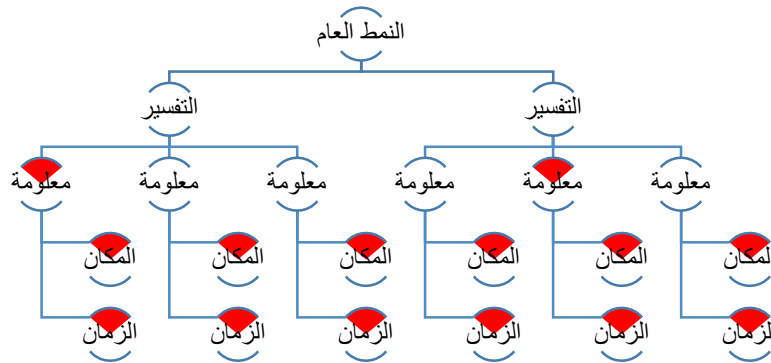 النمط العام
التفسير
التفسير
معلومة
معلومة
معلومة
معلومة
معلومة
معلومة
لمكان
المكان
المكان
المكان
المكان
المكان
لزمان
الزمان
الزمان
الزمان
الزمان
الزمان